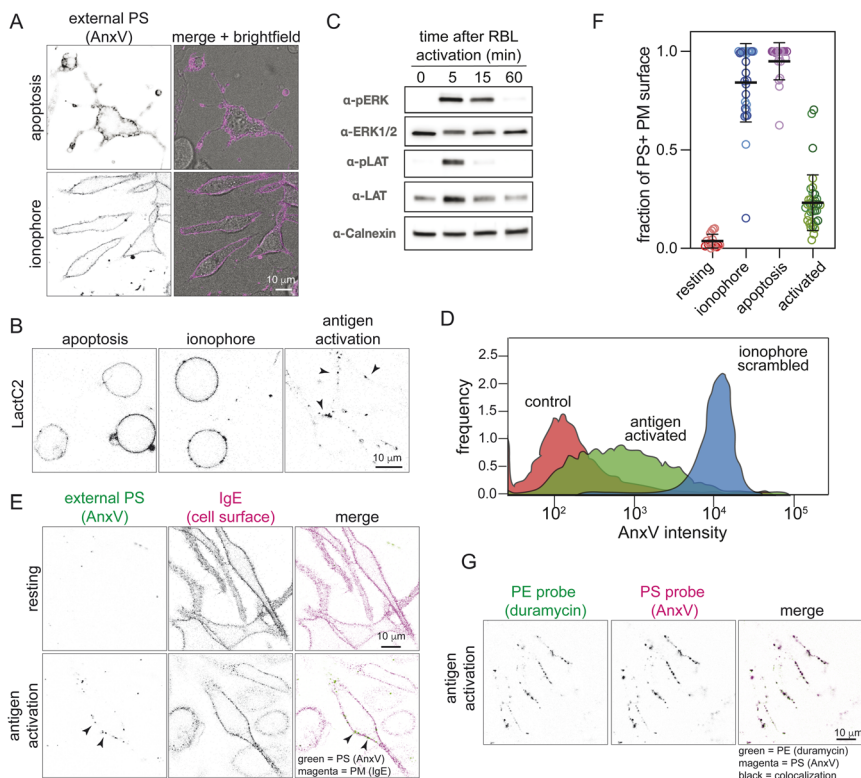 A
external PS
(AnxV)
merge + brightfield
apoptosis
ionophore
10 μm
B
apoptosis
ionophore
antigen
activation
LactC2
10 μm
C
time after RBL
activation (min)
0 5 15 60
α-pERK
α-ERK1/2
α-pLAT
α-LAT
α-Calnexin
D
frequency
2.5
2.0
1.5
1.0
0.5
0.0
control
antigen
activated
ionophore
scrambled
10² 10³ 10⁴ 10⁵
AnxV intensity
E
external PS
(AnxV)
IgE
(cell surface)
merge
resting
10 μm
antigen
activation
green = PS (AnxV)
magenta = PM (IgE)
F
fraction of PS+ PM surface
1.0
0.5
0.0
resting
ionophore
apoptosis
activated
G
PE probe
(duramycin)
PS probe
(AnxV)
merge
antigen
activation
10 μm
green = PE (duramycin)
magenta = PS (AnxV)
black = colocalization